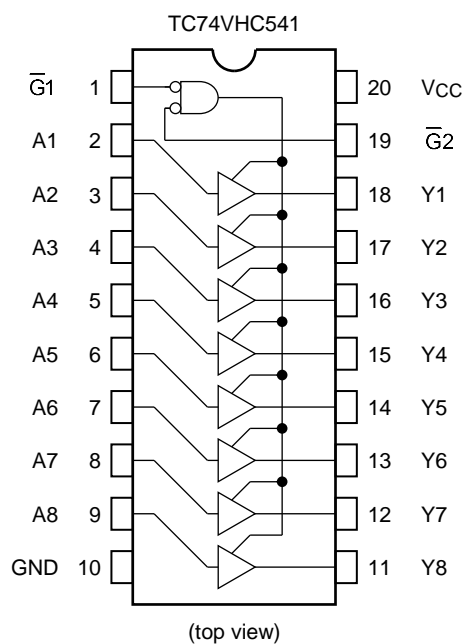 TC74VHC541
G̅1 1 20 VCC
A1 2 19 G̅2
A2 3 18 Y1
A3 4 17 Y2
A4 5 16 Y3
A5 6 15 Y4
A6 7 14 Y5
A7 8 13 Y6
A8 9 12 Y7
GND 10 11 Y8
(top view)